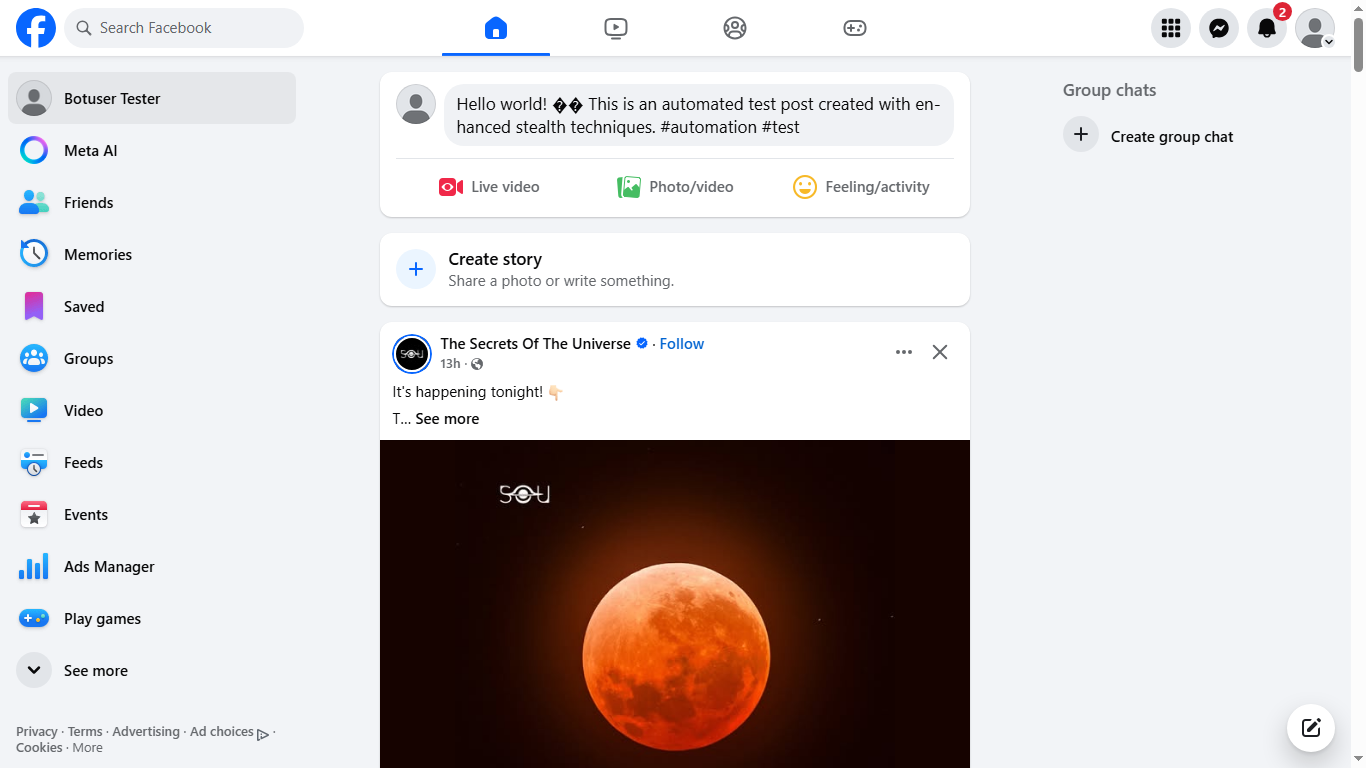 Search Facebook
2
Botuser Tester
Meta AI
Friends
Memories
Saved
Groups
Video
Feeds
Events
Ads Manager
Play games
See more
Privacy · Terms · Advertising · Ad choices ·
Cookies · More
Hello world! �� This is an automated test post created with en-
hanced stealth techniques. #automation #test
Live video
Photo/video
Feeling/activity
Create story
Share a photo or write something.
The Secrets Of The Universe · Follow
13h ·
It's happening tonight! 👇🏻
T... See more
SOU
SOU
Group chats
Create group chat